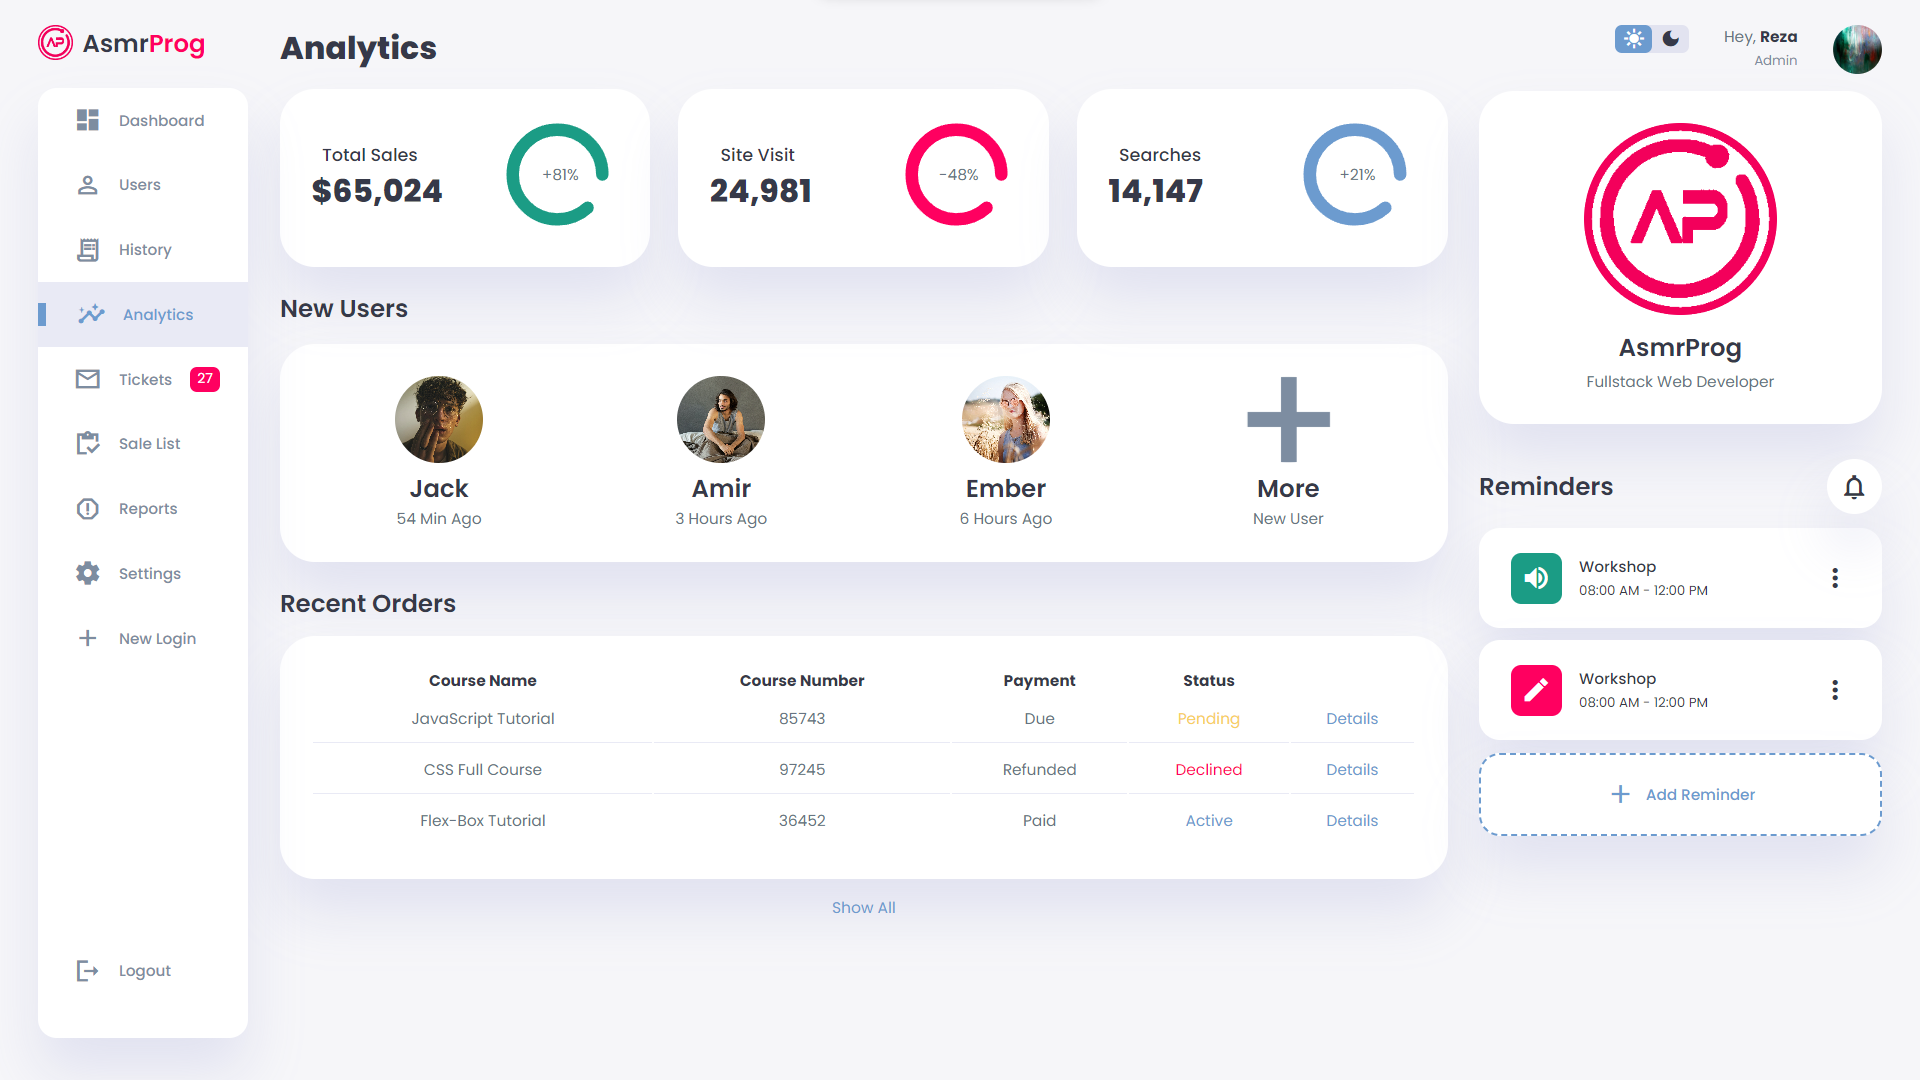 AsmrProg
Dashboard
Users
History
Analytics
Tickets 27
Sale List
Reports
Settings
New Login
Logout
Analytics
Total Sales
$65,024
+81%
Site Visit
24,981
-48%
Searches
14,147
+21%
New Users
Jack
54 Min Ago
Amir
3 Hours Ago
Ember
6 Hours Ago
More
New User
Recent Orders
Course Name Course Number Payment Status
JavaScript Tutorial 85743 Due Pending Details
CSS Full Course 97245 Refunded Declined Details
Flex-Box Tutorial 36452 Paid Active Details
Show All
Hey, Reza
Admin
AP
AsmrProg
Fullstack Web Developer
Reminders
Workshop
08:00 AM - 12:00 PM
Workshop
08:00 AM - 12:00 PM
Add Reminder